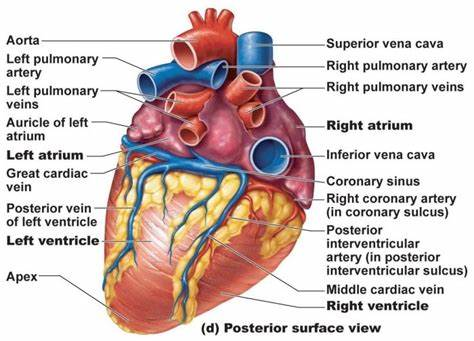 Aorta
Left pulmonary
artery
Left pulmonary
veins
Auricle of left
atrium
Left atrium
Great cardiac
vein
Posterior vein
of left ventricle
Left ventricle
Apex
Superior vena cava
Right pulmonary artery
Right pulmonary veins
Right atrium
Inferior vena cava
Coronary sinus
Right coronary artery
(in coronary sulcus)
Posterior
interventricular
artery (in posterior
interventricular sulcus)
Middle cardiac vein
Right ventricle
(d) Posterior surface view